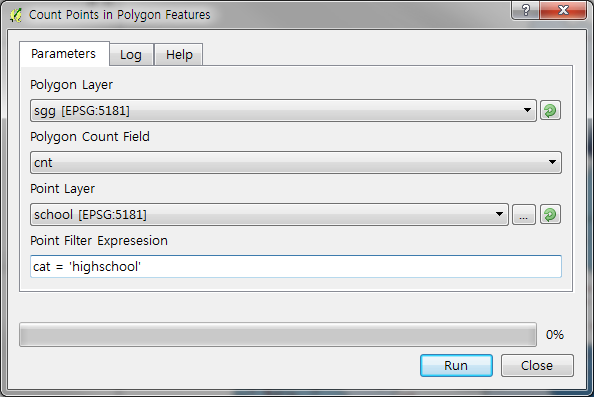 Count Points in Polygon Features
Parameters Log Help
Polygon Layer
sgg [EPSG:5181]
Polygon Count Field
cnt
Point Layer
school [EPSG:5181] ...
Point Filter Expresesion
cat = 'highschool'
0%
Run Close